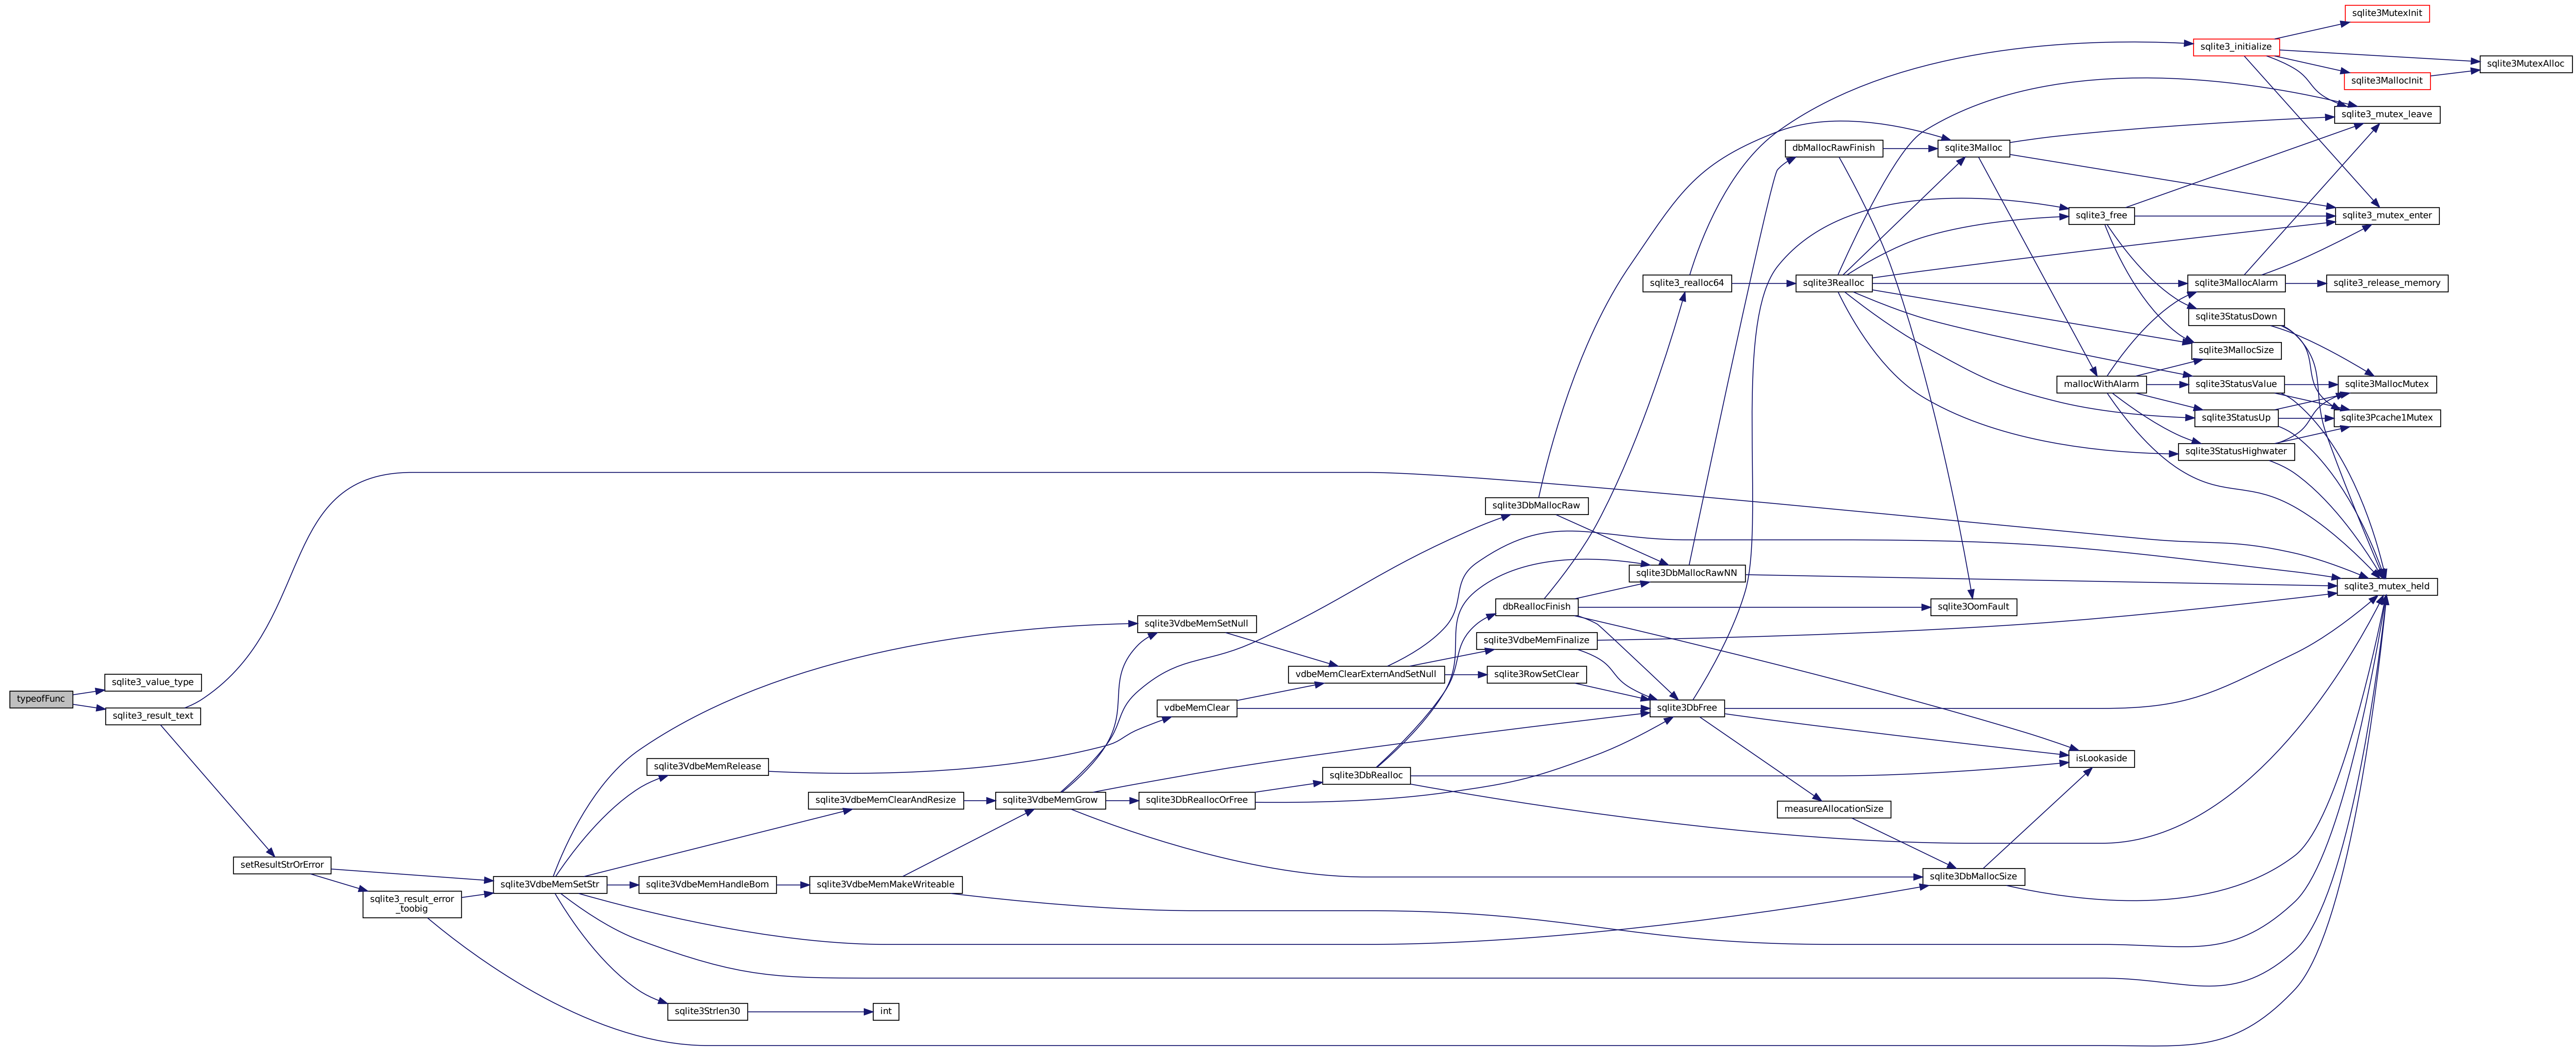 sqlite3MutexInit
sqlite3_initialize
sqlite3MutexAlloc
sqlite3MallocInit
sqlite3_mutex_leave
dbMallocRawFinish
sqlite3Malloc
sqlite3_free
sqlite3_mutex_enter
sqlite3_realloc64
sqlite3Realloc
sqlite3MallocAlarm
sqlite3_release_memory
sqlite3StatusDown
sqlite3MallocSize
mallocWithAlarm
sqlite3StatusValue
sqlite3MallocMutex
sqlite3StatusUp
sqlite3Pcache1Mutex
sqlite3StatusHighwater
sqlite3DbMallocRaw
sqlite3DbMallocRawNN
sqlite3_mutex_held
dbReallocFinish
sqlite3OomFault
sqlite3VdbeMemSetNull
sqlite3VdbeMemFinalize
vdbeMemClearExternAndSetNull
sqlite3RowSetClear
sqlite3_value_type
typeofFunc
sqlite3_result_text
vdbeMemClear
sqlite3DbFree
isLookaside
sqlite3VdbeMemRelease
sqlite3DbRealloc
sqlite3VdbeMemClearAndResize
sqlite3VdbeMemGrow
sqlite3DbReallocOrFree
measureAllocationSize
setResultStrOrError
sqlite3DbMallocSize
sqlite3VdbeMemSetStr
sqlite3VdbeMemHandleBom
sqlite3VdbeMemMakeWriteable
sqlite3_result_error
_toobig
sqlite3Strlen30
int